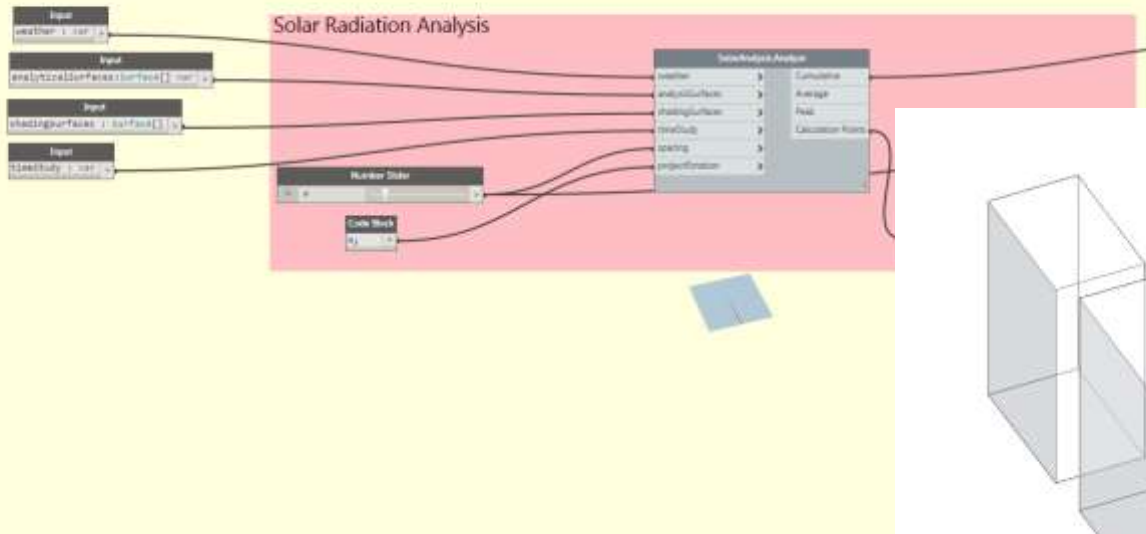 Solar Radiation Analysis
Input
weather : var
Input
analyticalSurfaces:Surface[] var
Input
shadingSurfaces : Surface[]
Input
timeStudy : var
SolarAnalysis.Analyze
weather
analysisSurfaces
shadingSurfaces
timeStudy
spacing
projectRotation
Cumulative
Average
Peak
Calculation Points
Number Slider
Code Block